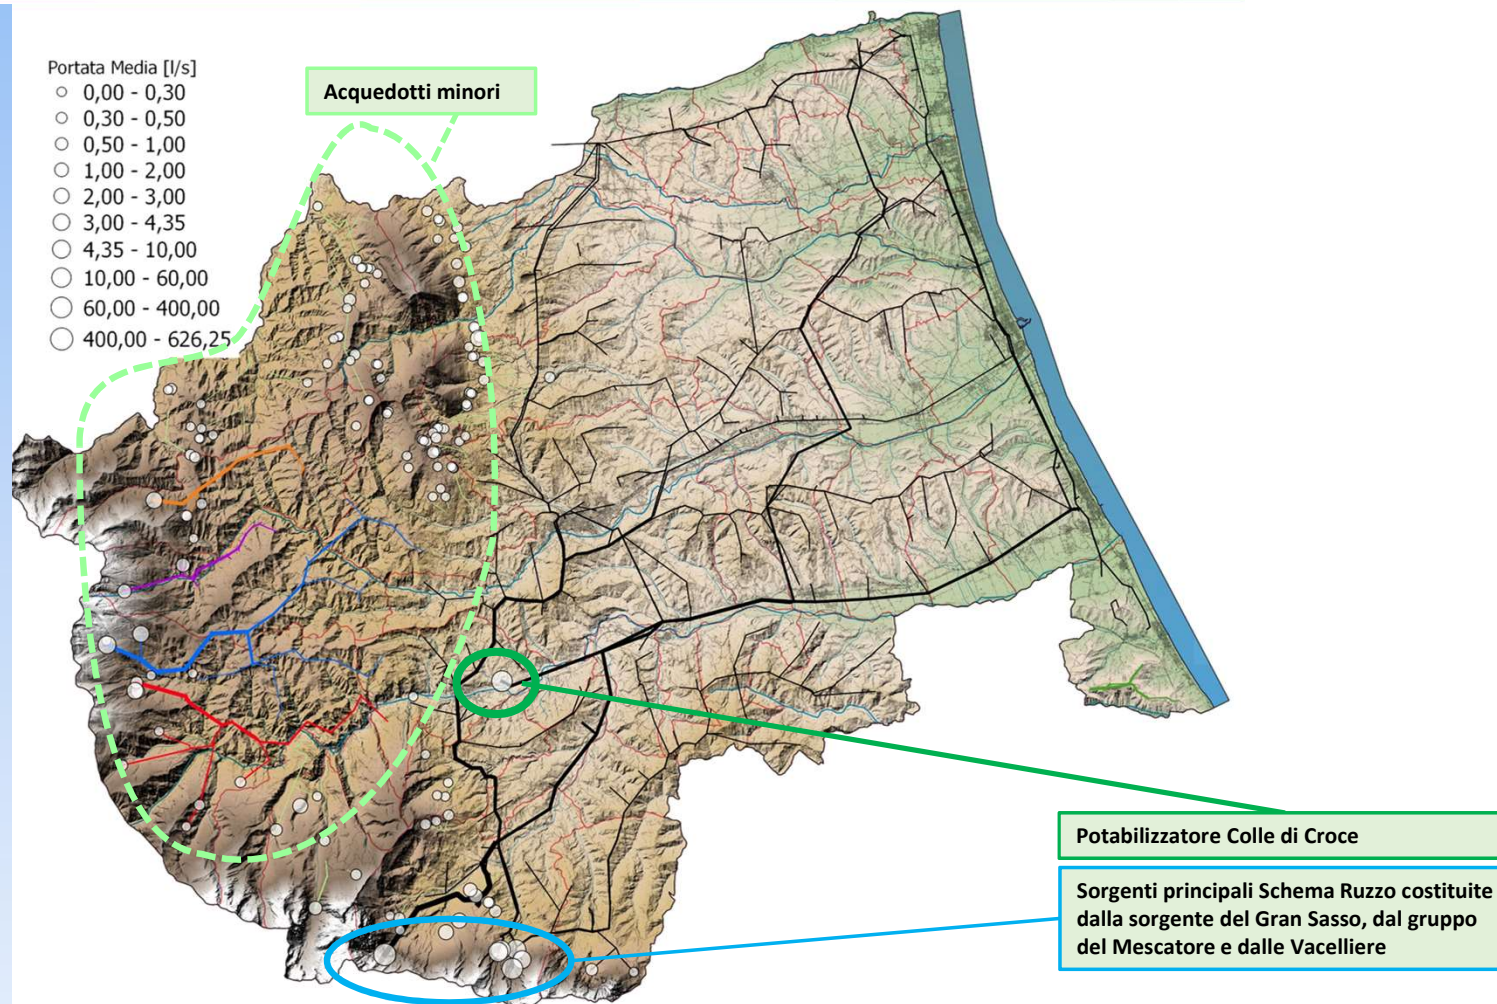 Portata Media [l/s]
0,00 - 0,30
0,30 - 0,50
0,50 - 1,00
1,00 - 2,00
2,00 - 3,00
3,00 - 4,35
4,35 - 10,00
10,00 - 60,00
60,00 - 400,00
400,00 - 626,25
Acquedotti minori
Potabilizzatore Colle di Croce
Sorgenti principali Schema Ruzzo costituite
dalla sorgente del Gran Sasso, dal gruppo
del Mescatore e dalle Vacelliere